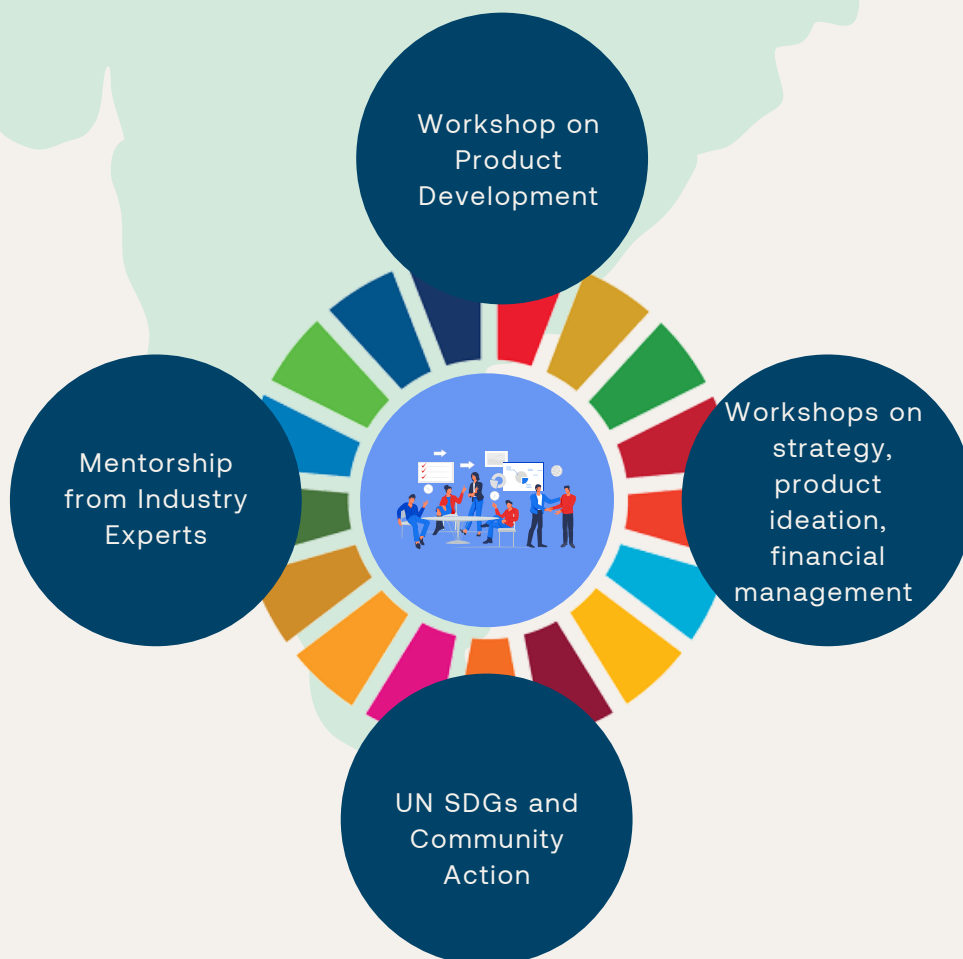 Workshop on
Product
Development
Mentorship
from Industry
Experts
Workshops on
strategy,
product
ideation,
financial
management
UN SDGs and
Community
Action